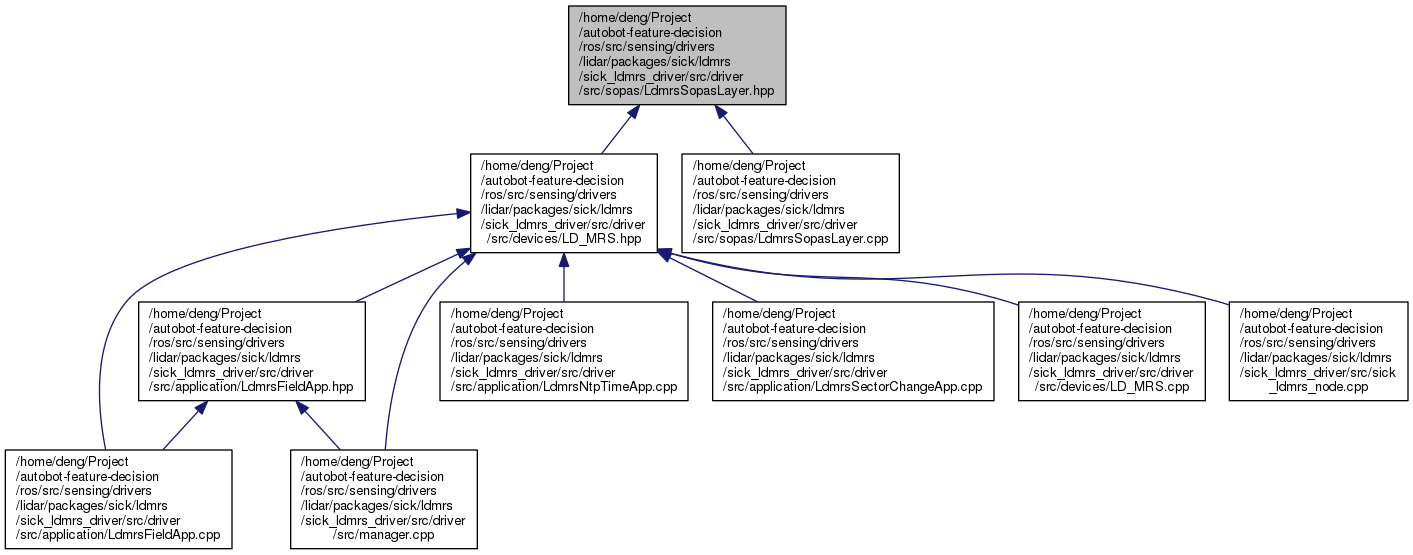 /home/deng/Project
/autobot-feature-decision
/ros/src/sensing/drivers
/lidar/packages/sick/ldmrs
/sick_ldmrs_driver/src/driver
/src/sopas/LdmrsSopasLayer.hpp
/home/deng/Project
/autobot-feature-decision
/ros/src/sensing/drivers
/lidar/packages/sick/ldmrs
/sick_ldmrs_driver/src/driver
/src/devices/LD_MRS.hpp
/home/deng/Project
/autobot-feature-decision
/ros/src/sensing/drivers
/lidar/packages/sick/ldmrs
/sick_ldmrs_driver/src/driver
/src/sopas/LdmrsSopasLayer.cpp
/home/deng/Project
/autobot-feature-decision
/ros/src/sensing/drivers
/lidar/packages/sick/ldmrs
/sick_ldmrs_driver/src/driver
/src/application/LdmrsFieldApp.hpp
/home/deng/Project
/autobot-feature-decision
/ros/src/sensing/drivers
/lidar/packages/sick/ldmrs
/sick_ldmrs_driver/src/driver
/src/application/LdmrsNtpTimeApp.cpp
/home/deng/Project
/autobot-feature-decision
/ros/src/sensing/drivers
/lidar/packages/sick/ldmrs
/sick_ldmrs_driver/src/driver
/src/application/LdmrsSectorChangeApp.cpp
/home/deng/Project
/autobot-feature-decision
/ros/src/sensing/drivers
/lidar/packages/sick/ldmrs
/sick_ldmrs_driver/src/driver
/src/devices/LD_MRS.cpp
/home/deng/Project
/autobot-feature-decision
/ros/src/sensing/drivers
/lidar/packages/sick/ldmrs
/sick_ldmrs_driver/src/sick
_ldmrs_node.cpp
/home/deng/Project
/autobot-feature-decision
/ros/src/sensing/drivers
/lidar/packages/sick/ldmrs
/sick_ldmrs_driver/src/driver
/src/application/LdmrsFieldApp.cpp
/home/deng/Project
/autobot-feature-decision
/ros/src/sensing/drivers
/lidar/packages/sick/ldmrs
/sick_ldmrs_driver/src/driver
/src/manager.cpp